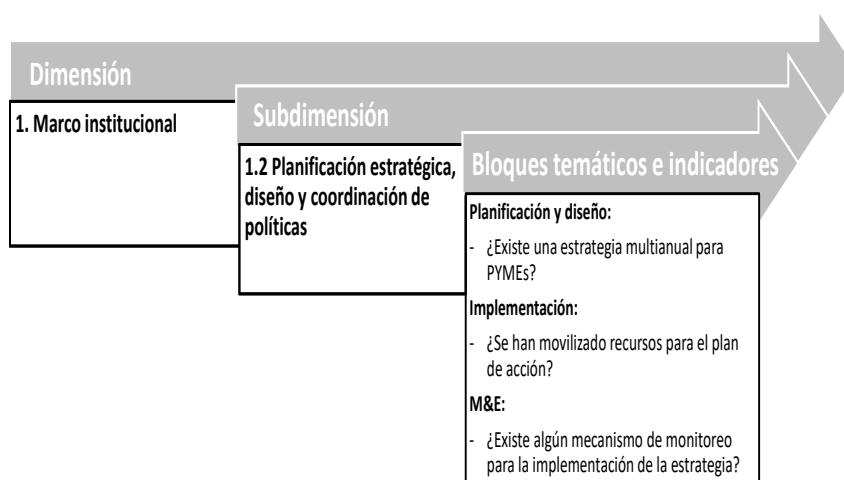 Dimensión
1. Marco institucional
Subdimensión
1.2 Planificación estratégica,
diseño y coordinación de
políticas
Bloques temáticos e indicadores
Planificación y diseño:
- ¿Existe una estrategia multianual para
PYMEs?
Implementación:
- ¿Se han movilizado recursos para el plan
de acción?
M&E:
- ¿Existe algún mecanismo de monitoreo
para la implementación de la estrategia?